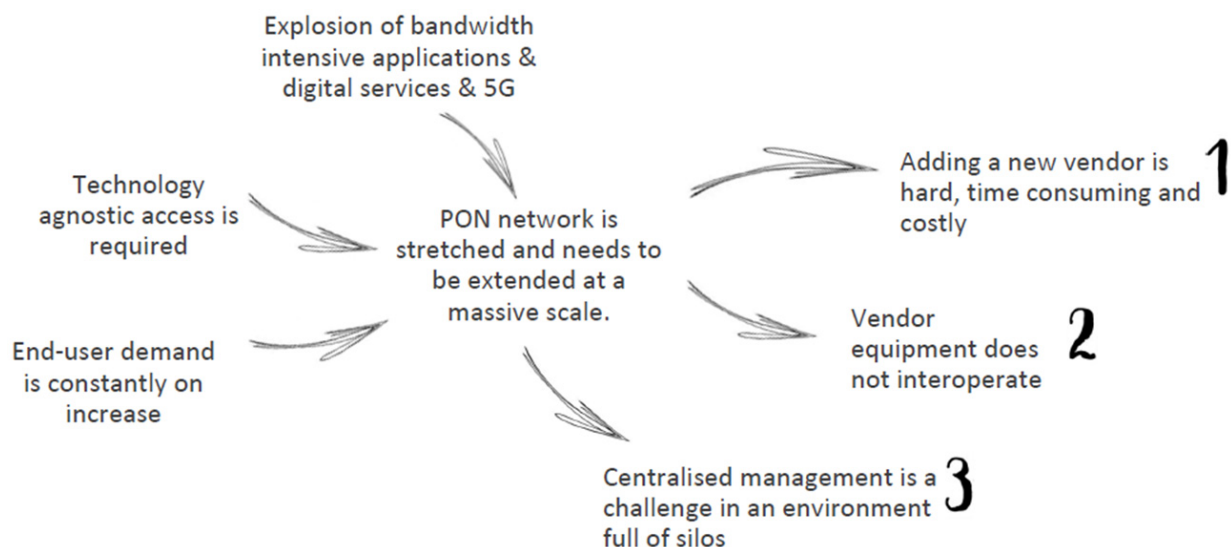 Explosion of bandwidth
intensive applications &
digital services & 5G
Technology
agnostic access is
required
End-user demand
is constantly on
increase
PON network is
stretched and needs to
be extended at a
massive scale.
Adding a new vendor is
hard, time consuming and
costly
1
Vendor
equipment does
not interoperate
2
Centralised management is a
challenge in an environment
full of silos
3